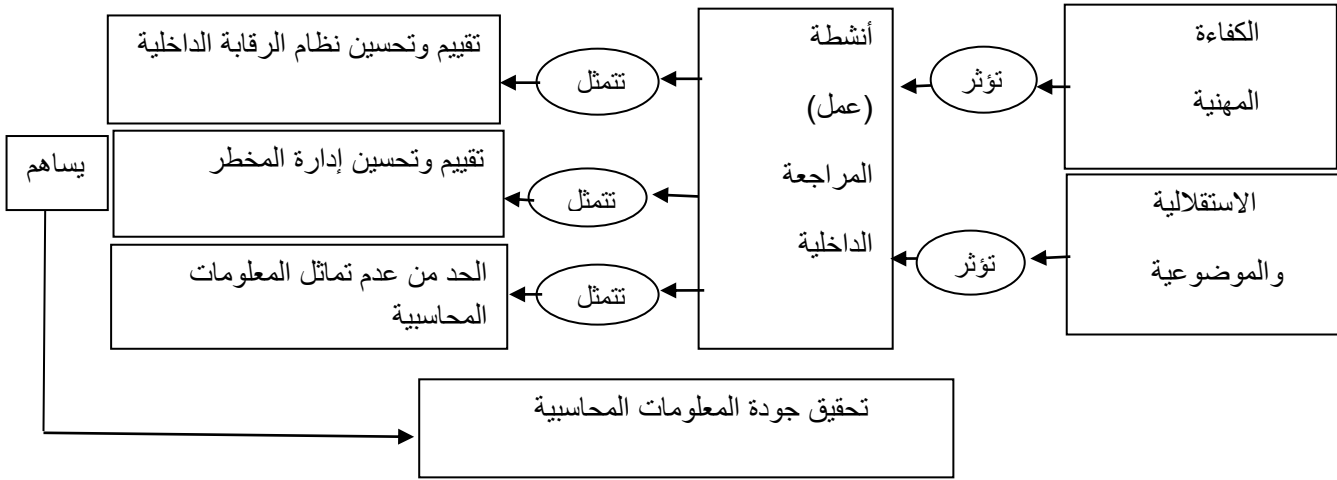 الكفاءة
المهنية
الاستقلالية
والموضوعية
تؤثر
تؤثر
أنشطة
(عمل)
المراجعة
الداخلية
تتمثل
تتمثل
تتمثل
تقييم وتحسين نظام الرقابة الداخلية
تقييم وتحسين إدارة المخطر
الحد من عدم تماثل المعلومات
المحاسبية
يساهم
تحقيق جودة المعلومات المحاسبية